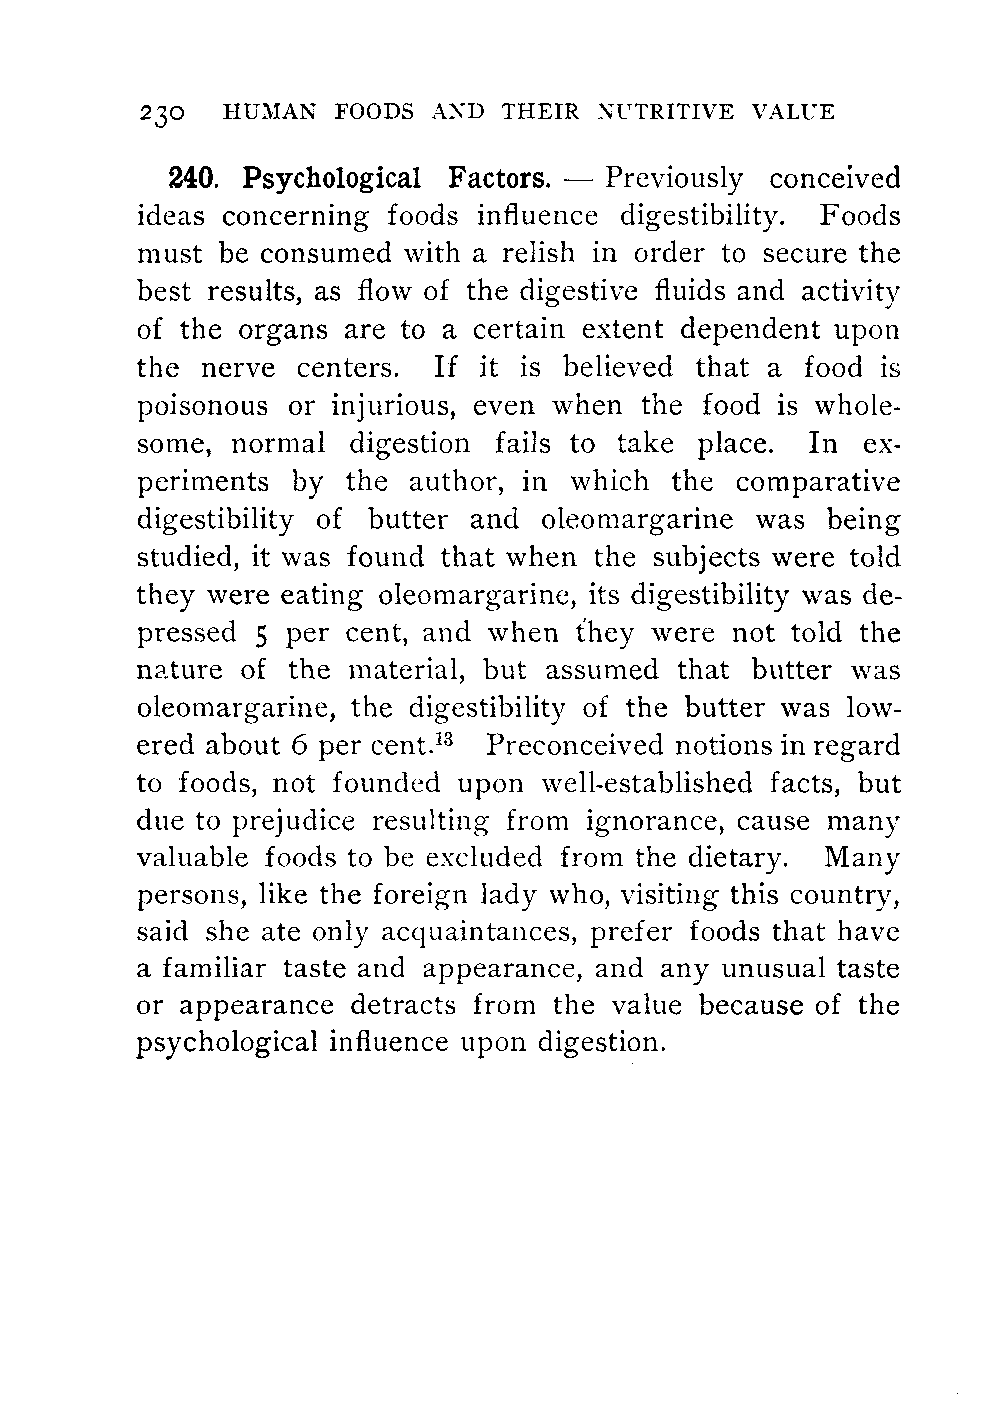 230 HUMAN FOODS AND THEIR NUTRITIVE VALUE
240. Psychological Factors. — Previously conceived
ideas concerning foods influence digestibility. Foods
must be consumed with a relish in order to secure the
best results, as flow of the digestive fluids and activity
of the organs are to a certain extent dependent upon
the nerve centers. If it is believed that a food is
poisonous or injurious, even when the food is whole-
some, normal digestion fails to take place. In ex-
periments by the author, in which the comparative
digestibility of butter and oleomargarine was being
studied, it was found that when the subjects were told
they were eating oleomargarine, its digestibility was de-
pressed 5 per cent, and when they were not told the
nature of the material, but assumed that butter was
oleomargarine, the digestibility of the butter was low-
ered about 6 per cent.¹³ Preconceived notions in regard
to foods, not founded upon well-established facts, but
due to prejudice resulting from ignorance, cause many
valuable foods to be excluded from the dietary. Many
persons, like the foreign lady who, visiting this country,
said she ate only acquaintances, prefer foods that have
a familiar taste and appearance, and any unusual taste
or appearance detracts from the value because of the
psychological influence upon digestion.